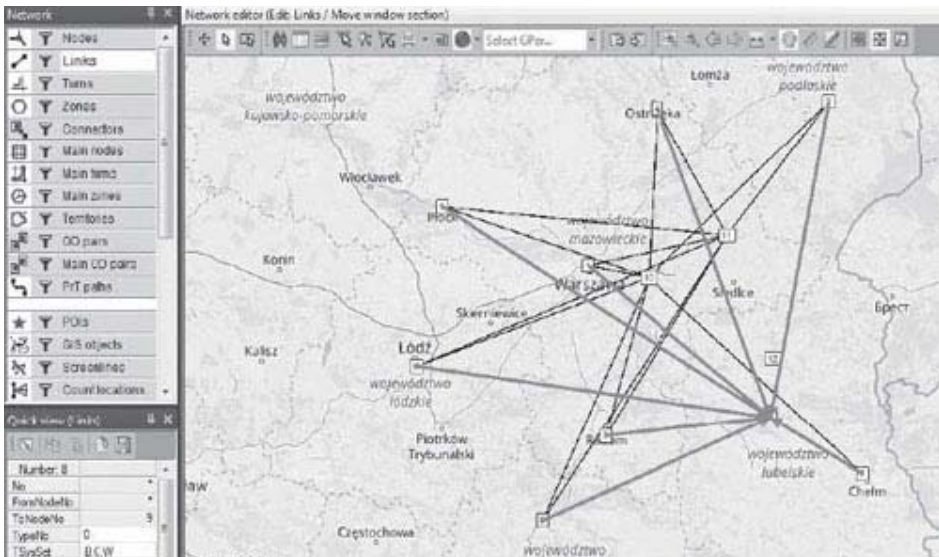 Network
Network editor (Edit: Links / Move window section)
Nodes
Links
Turns
Zones
Connectors
Main nodes
Main turns
Main zones
Territories
OD pairs
Main OD pairs
PrT paths
POIs
GIS objects
Screenlines
Count locations
Quick view (Links)
Number: 8
No
FromNodeNo
ToNodeNo
9
TypeNo
0
TSysSet
B,C,W
Select GPar...
województwo
kujawsko-pomorskie
Łomża
województwo
podlaskie
Ostrołęka
Włocławek
Płock
województwo
mazowieckie
Konin
Warszawa
Siedlce
Skierniewice
Брест
Kalisz
Łódź
województwo
łódzkie
12
Piotrków
Trybunalski
Radom
województwo
lubelskie
Chełm
Częstochowa
województwo